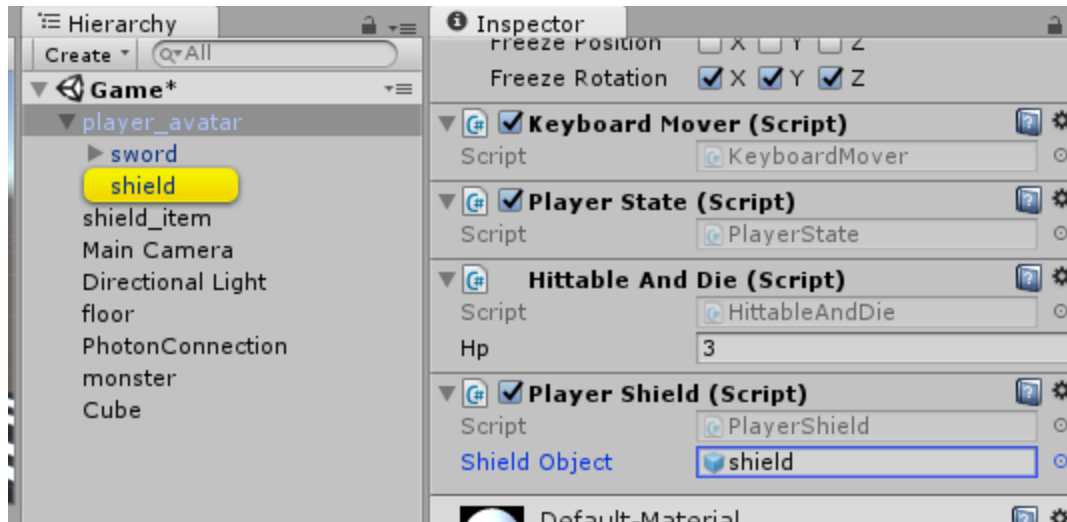 Hierarchy
Create All
Game*
player_avatar
sword
shield
shield_item
Main Camera
Directional Light
floor
PhotonConnection
monster
Cube
Inspector
Freeze Position X Y Z
Freeze Rotation X Y Z
Keyboard Mover (Script)
Script KeyboardMover
Player State (Script)
Script PlayerState
Hittable And Die (Script)
Script HittableAndDie
Hp 3
Player Shield (Script)
Script PlayerShield
Shield Object shield
Default-Material